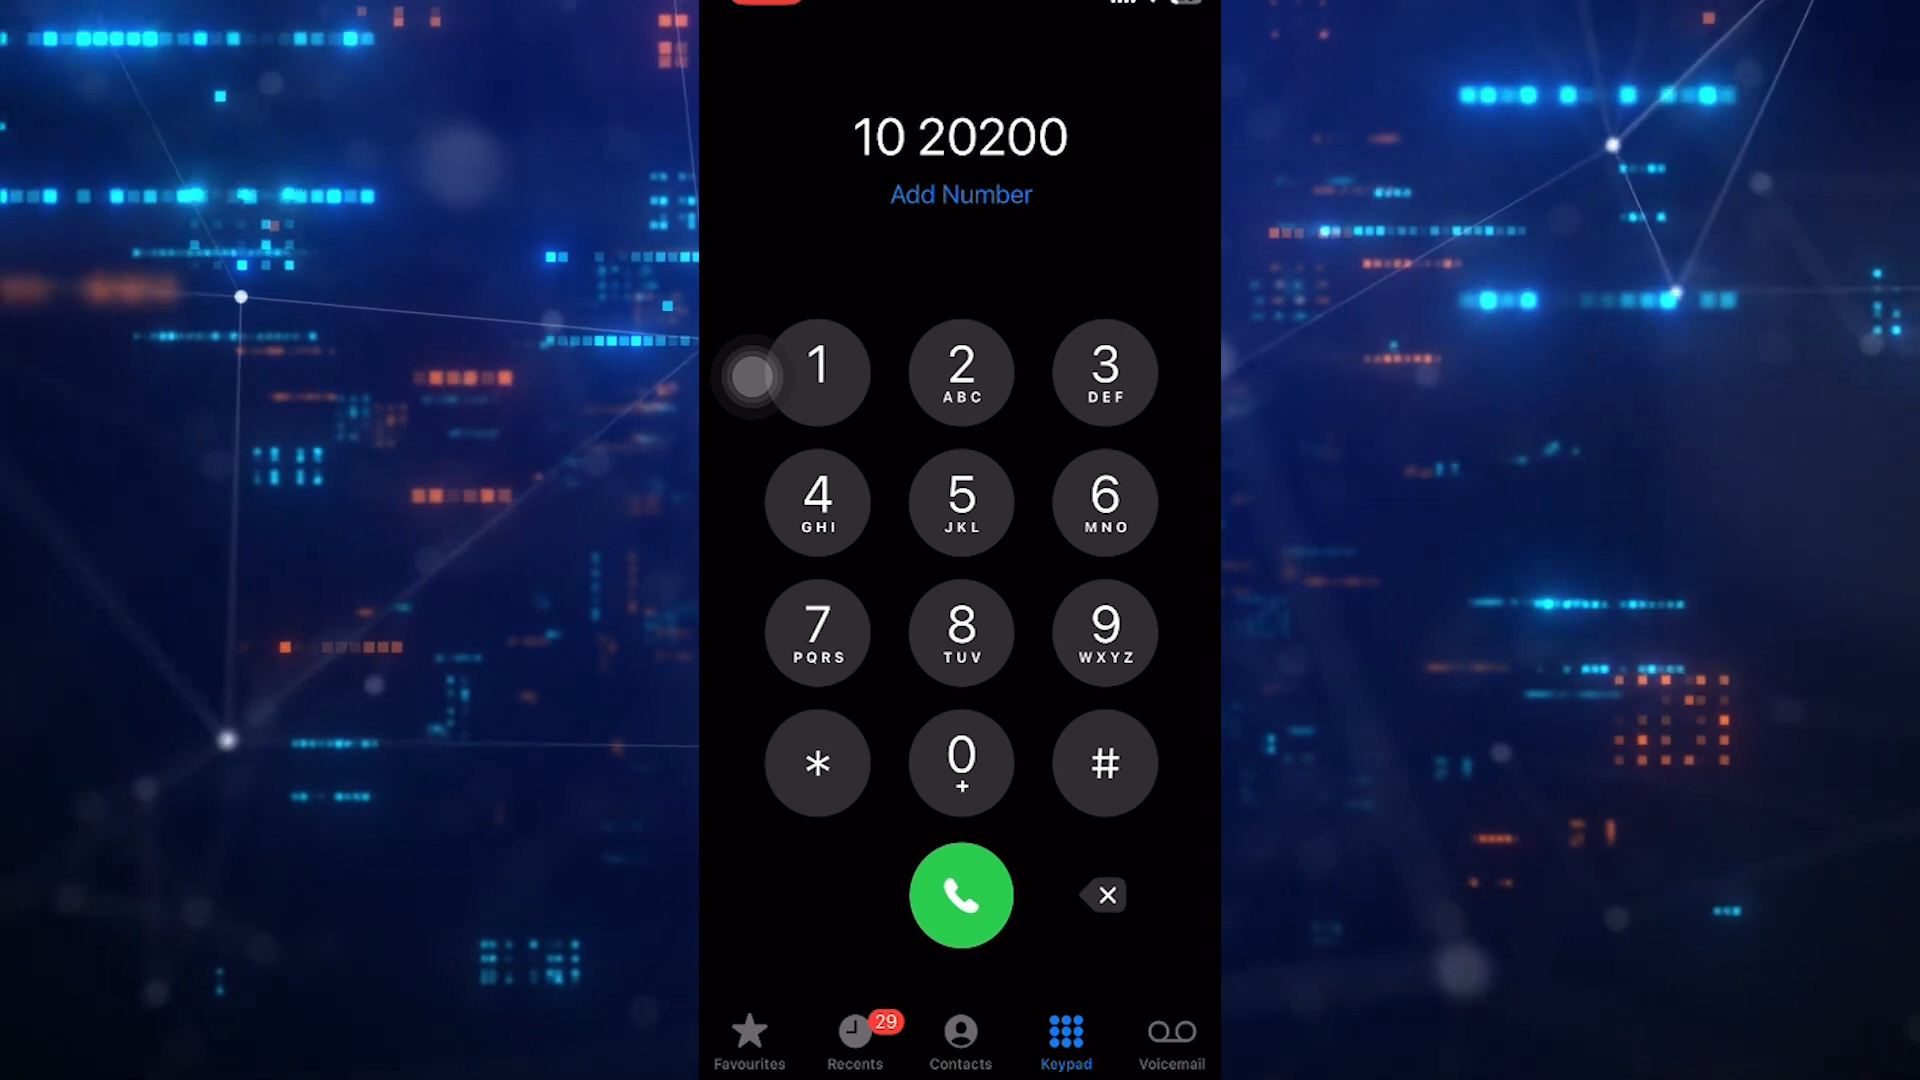 10 20200
Add Number
1 2 3
ABC DEF
4 5 6
GHI JKL MNO
7 8 9
PQRS TUV WXYZ
* 0 #
+
29
Favourites Recents Contacts Keypad Voicemail